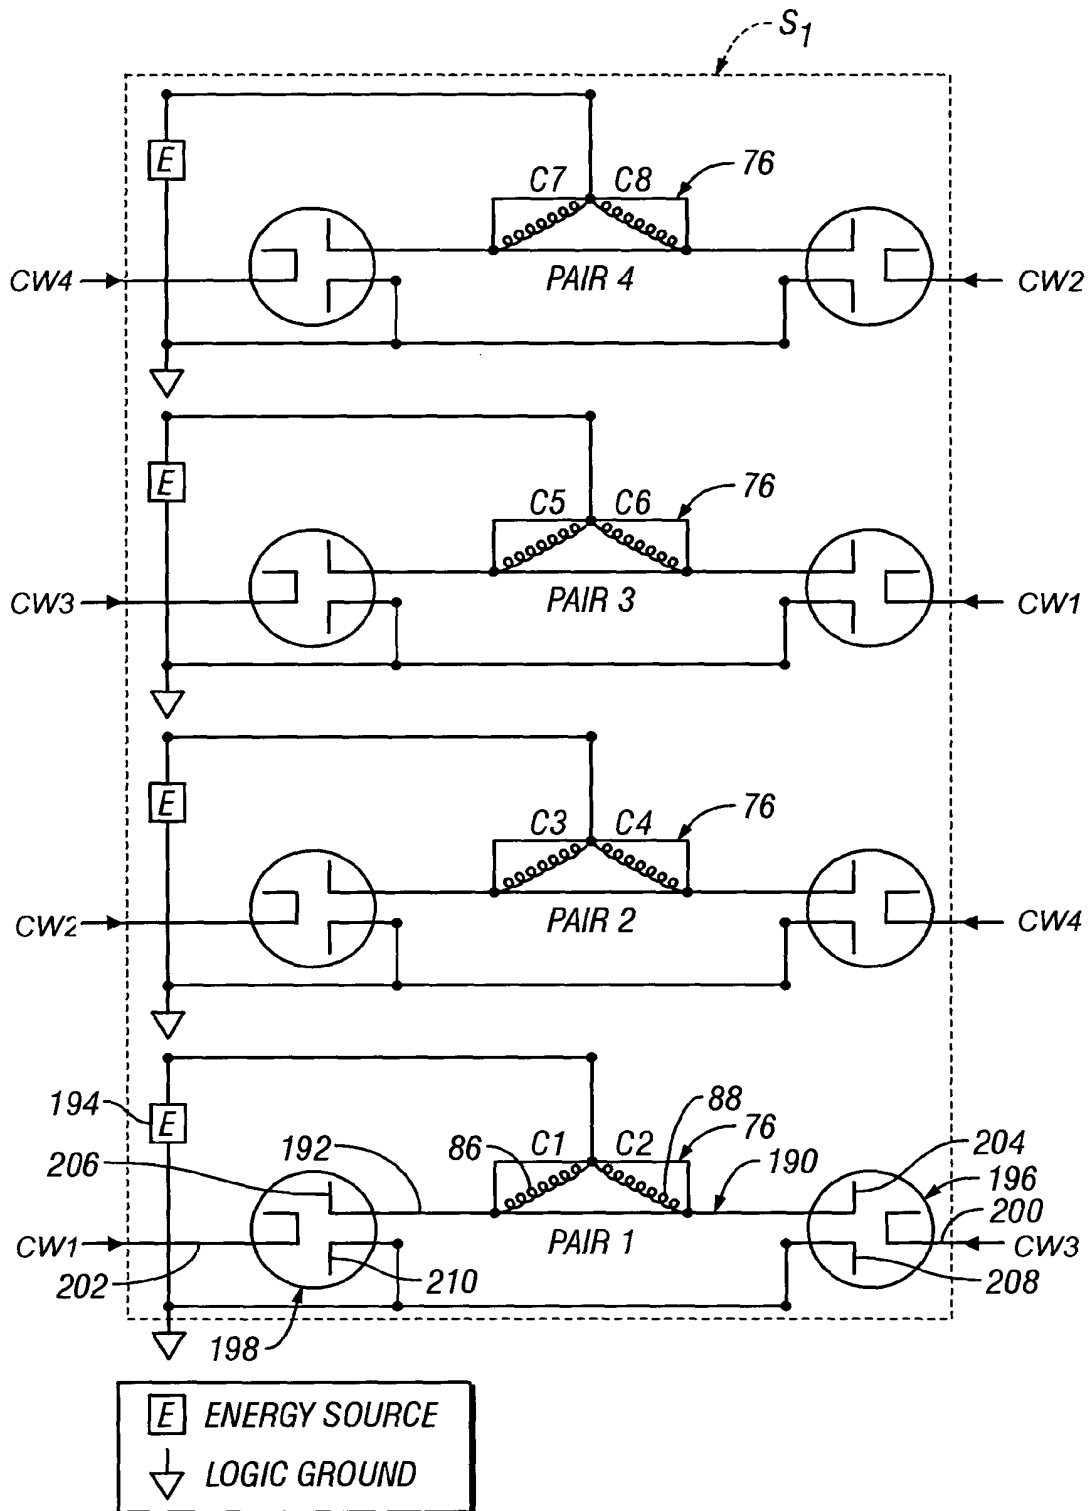 S1
E
C7 C8 76
CW4 PAIR 4 CW2
E
C5 C6 76
CW3 PAIR 3 CW1
E
C3 C4 76
CW2 PAIR 2 CW4
194 E 88
206 192 86 C1 C2 76 190 204
196
200
CW1 PAIR 1 CW3
202 210 208
198
E ENERGY SOURCE
LOGIC GROUND